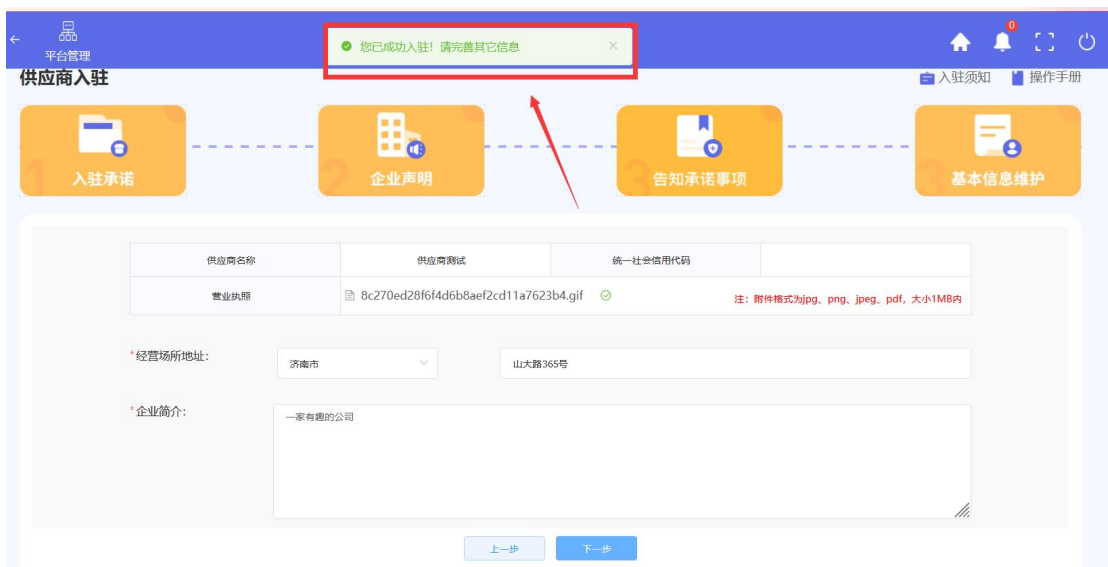 0
平台管理
您已成功入驻！请完善其它信息
供应商入驻
入驻须知
操作手册
1 入驻承诺
2 企业声明
3 告知承诺事项
3 基本信息维护
供应商名称 供应商测试 统一社会信用代码
营业执照 8c270ed28f6f4d6b8aef2cd11a7623b4.gif 注：附件格式为jpg、png、jpeg、pdf，大小1MB内
*经营场所地址： 济南市 山大路365号
*企业简介： 一家有趣的公司
上一步 下一步